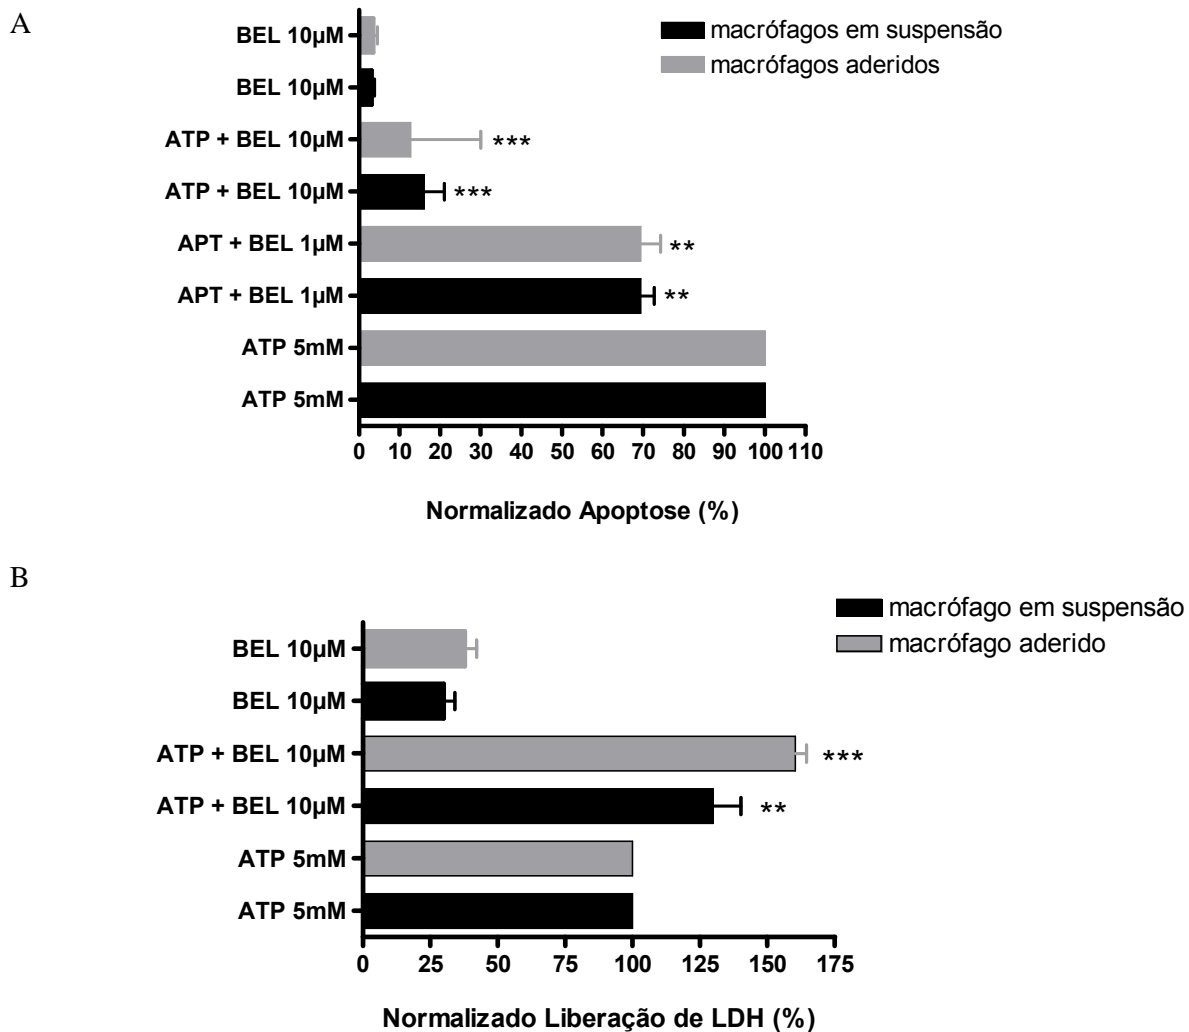 A
macrófagos em suspensão
macrófagos aderidos
BEL 10µM
BEL 10µM
ATP + BEL 10µM
***
ATP + BEL 10µM
***
APT + BEL 1µM
**
APT + BEL 1µM
**
ATP 5mM
ATP 5mM
0 10 20 30 40 50 60 70 80 90 100 110
Normalizado Apoptose (%)
B
macrófago em suspensão
macrófago aderido
BEL 10µM
BEL 10µM
ATP + BEL 10µM
***
ATP + BEL 10µM
**
ATP 5mM
ATP 5mM
0 25 50 75 100 125 150 175
Normalizado Liberação de LDH (%)